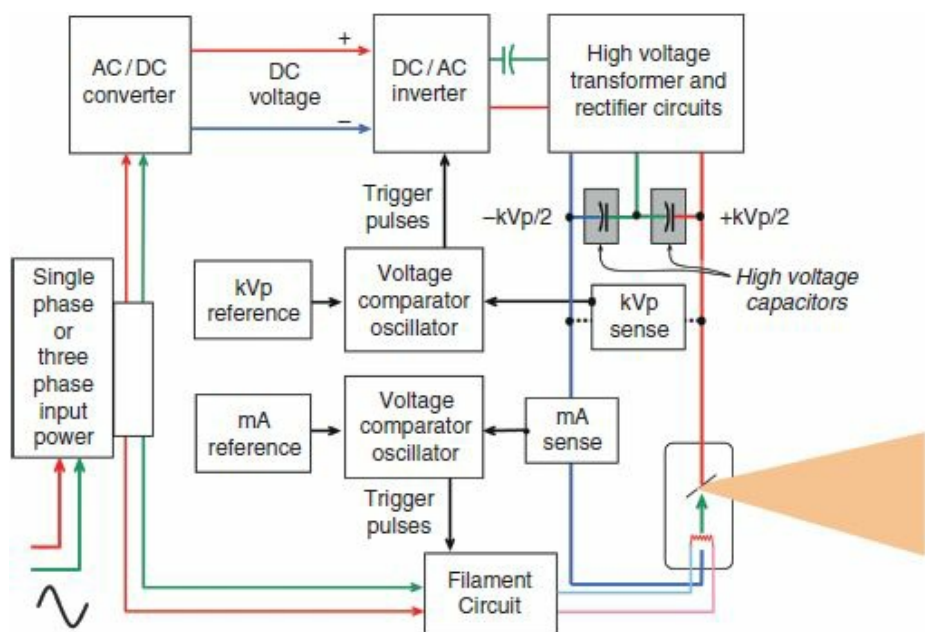 AC/DC
converter
+
DC
voltage
–
DC/AC
inverter
High voltage
transformer and
rectifier circuits
Trigger
pulses
–kVp/2
+kVp/2
High voltage
capacitors
Single
phase
or
three
phase
input
power
kVp
reference
Voltage
comparator
oscillator
kVp
sense
mA
reference
Voltage
comparator
oscillator
mA
sense
Trigger
pulses
Filament
Circuit